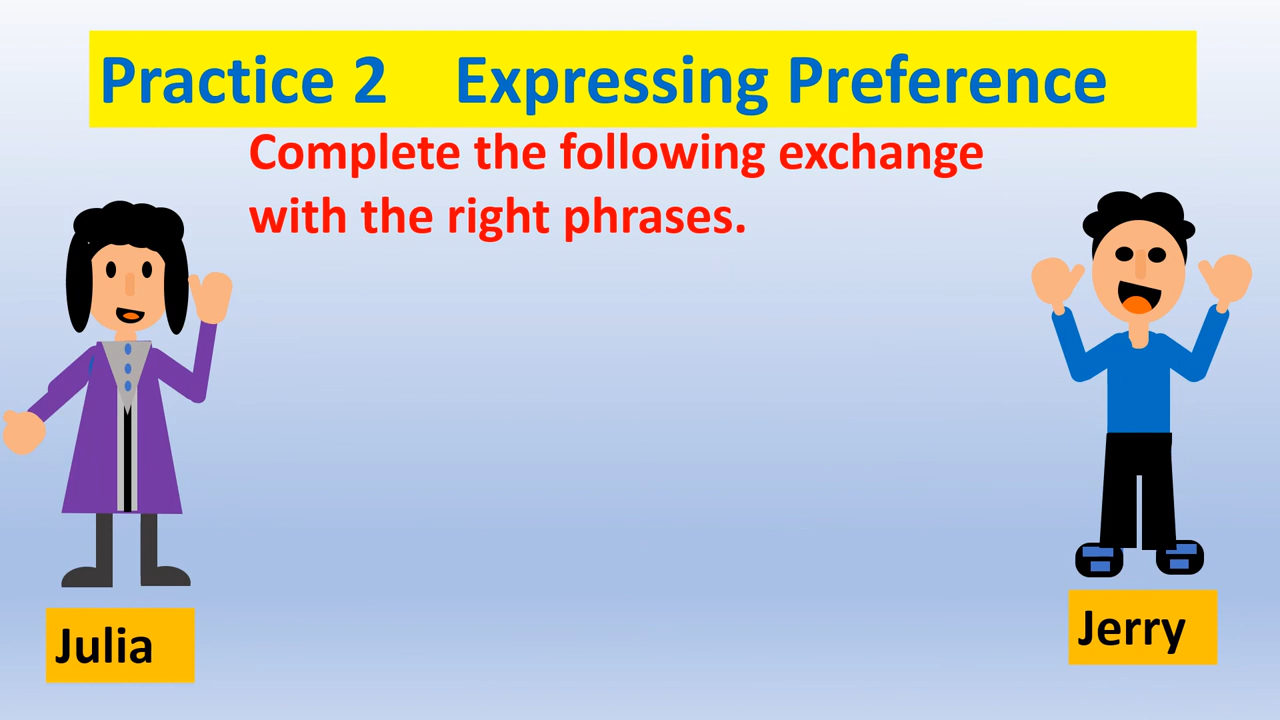 Practice 2    Expressing Preference
Complete the following exchange
with the right phrases.
Julia
Jerry